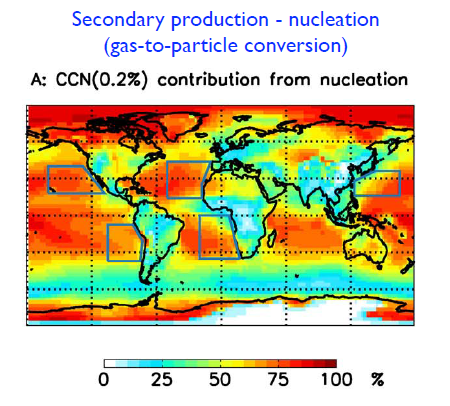 Secondary production - nucleation
(gas-to-particle conversion)
A: CCN(0.2%) contribution from nucleation
0 25 50 75 100 %